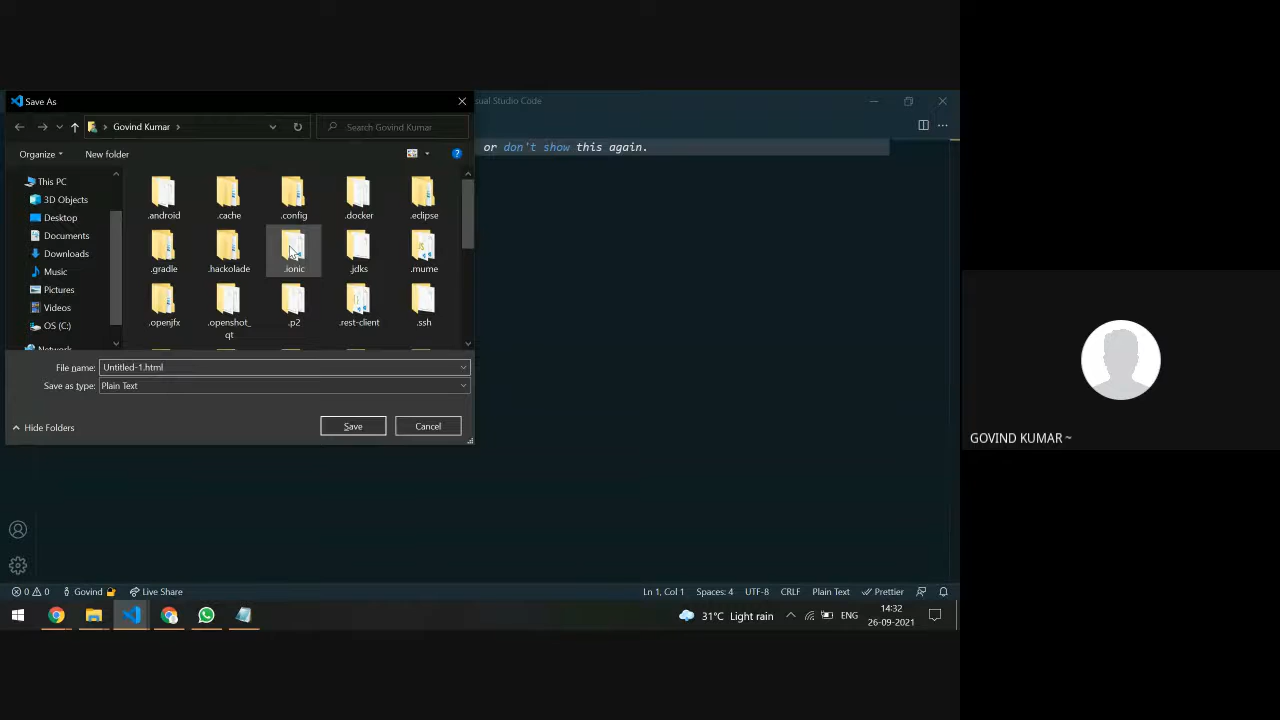 Save As
sual Studio Code
Govind Kumar
Search Govind Kumar
or don't show this again.
Organize
New folder
This PC
3D Objects
Desktop
Documents
Downloads
Music
Pictures
Videos
OS (C:)
Network
.android
.cache
.config
.docker
.eclipse
.gradle
.hackolade
.ionic
.jdks
.mume
.openjfx
.openshot_
qt
.p2
.rest-client
.ssh
File name:
Untitled-1.html
Save as type:
Plain Text
Hide Folders
Save
Cancel
GOVIND KUMAR ~
0 0
Govind
Live Share
Ln 1, Col 1
Spaces: 4
UTF-8
CRLF
Plain Text
Prettier
31°C Light rain
ENG
14:32
26-09-2021